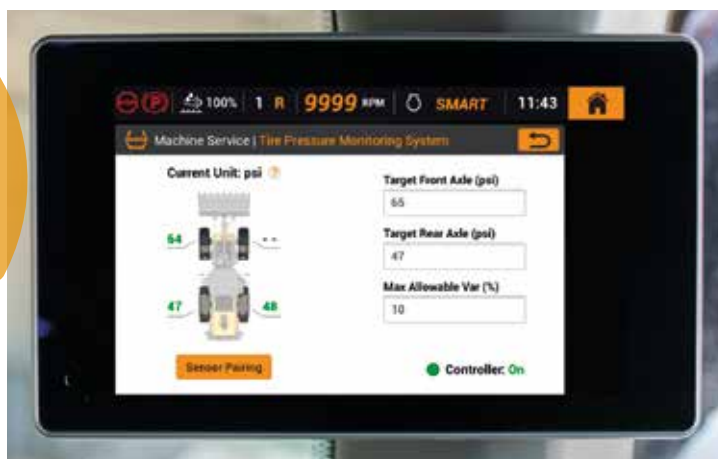 P 100% 1 R 9999 RPM SMART 11:43
Machine Service | Tire Pressure Monitoring System
Current Unit: psi ?
Target Front Axle (psi)
65
64 - -
Target Rear Axle (psi)
47
Max Allowable Var (%)
10
47 48
Sensor Pairing
Controller: On